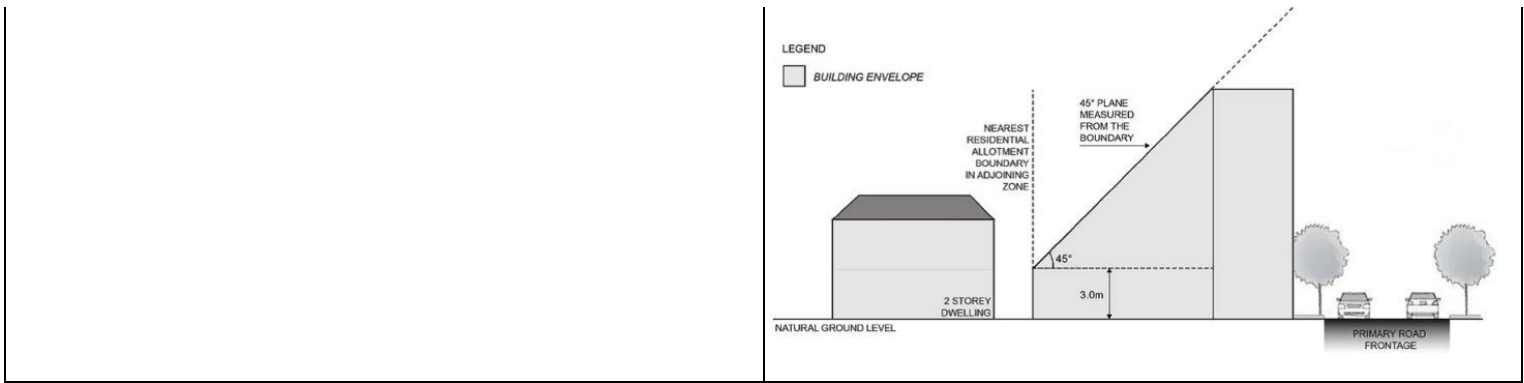 LEGEND
BUILDING ENVELOPE
NEAREST
RESIDENTIAL
ALLOTMENT
BOUNDARY
IN ADJOINING
ZONE
45° PLANE
MEASURED
FROM THE
BOUNDARY
45°
3.0m
2 STOREY
DWELLING
NATURAL GROUND LEVEL
PRIMARY ROAD
FRONTAGE